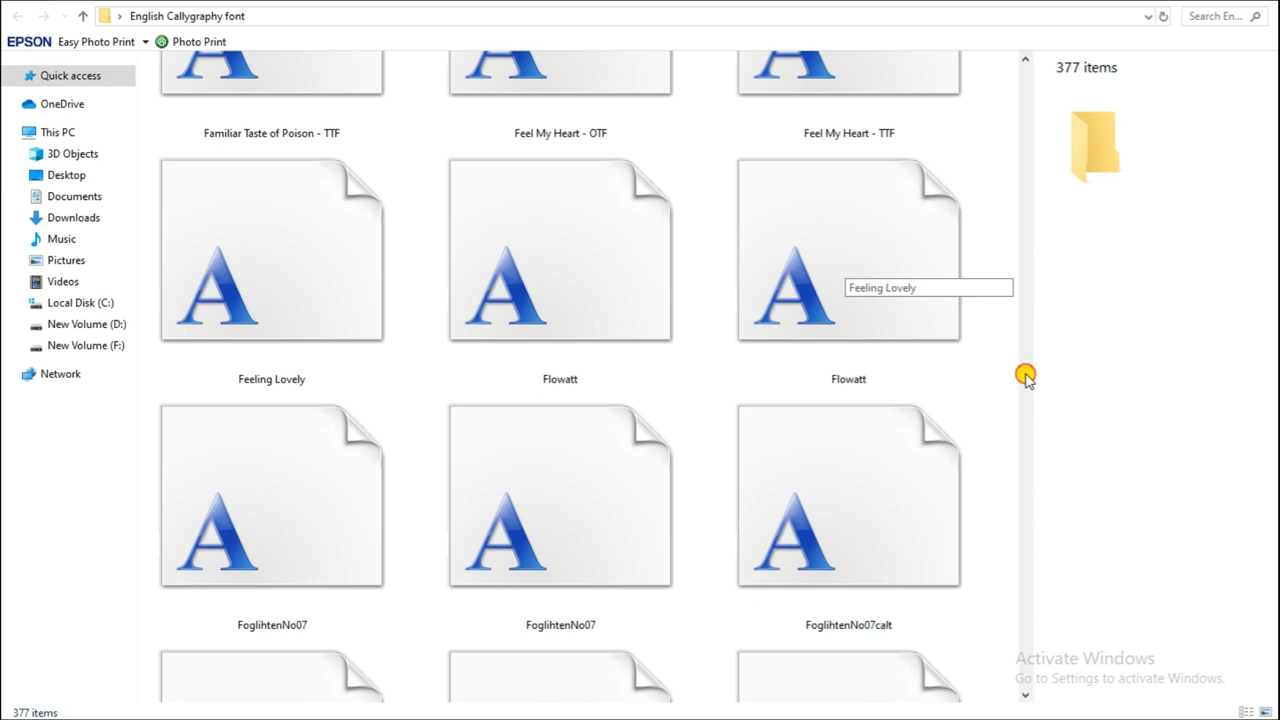 English Callygraphy font
Search En...
EPSON Easy Photo Print Photo Print
Quick access
OneDrive
This PC
3D Objects
Desktop
Documents
Downloads
Music
Pictures
Videos
Local Disk (C:)
New Volume (D:)
New Volume (F:)
Network
A A A
Familiar Taste of Poison - TTF Feel My Heart - OTF Feel My Heart - TTF
A A A
Feeling Lovely
Feeling Lovely Flowatt Flowatt
A A A
FoglihtenNo07 FoglihtenNo07 FoglihtenNo07calt
377 items
Activate Windows
Go to Settings to activate Windows.
377 items